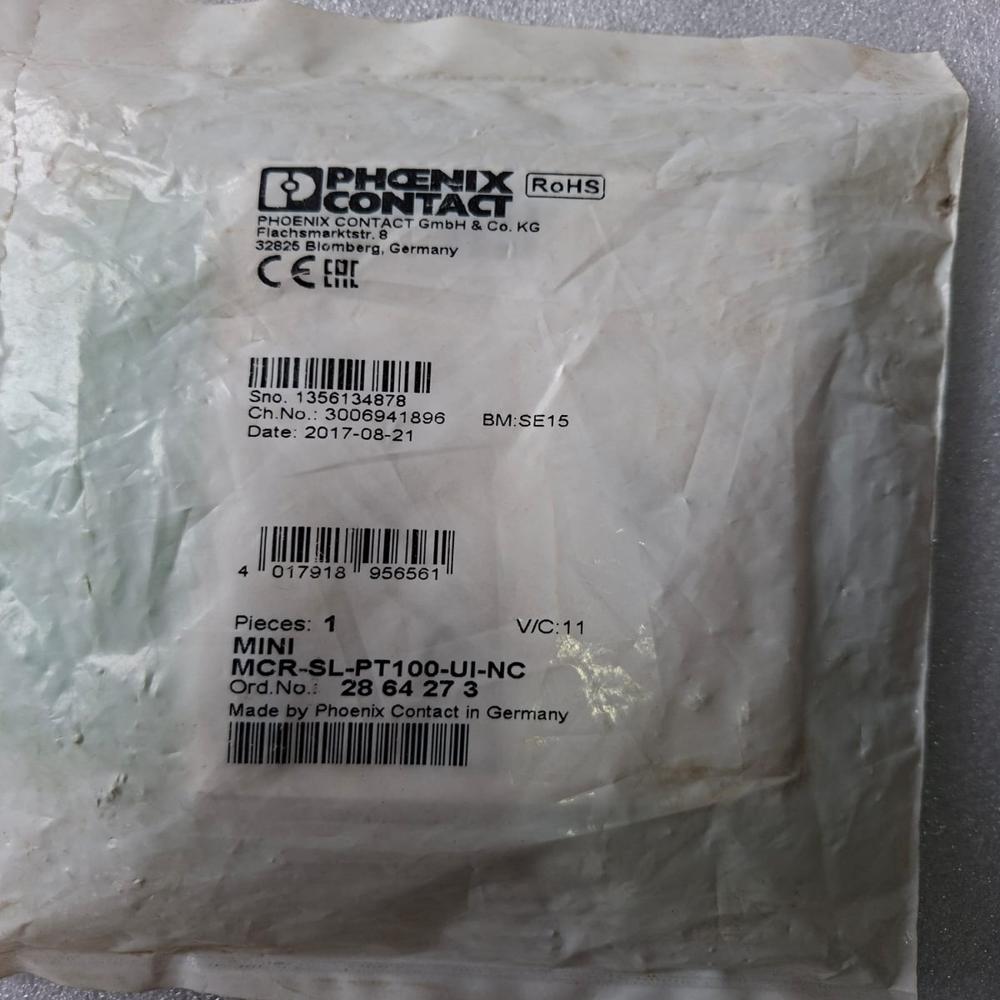 PHŒNIX
CONTACT
RoHS
PHOENIX CONTACT GmbH & Co. KG
Flachsmarktstr. 8
32825 Blomberg, Germany
CE EAC
Sno. 1356134878
Ch.No.: 3006941896 BM:SE15
Date: 2017-08-21
4 017918 956561
Pieces: 1 V/C:11
MINI
MCR-SL-PT100-UI-NC
Ord.No.: 28 64 27 3
Made by Phoenix Contact in Germany